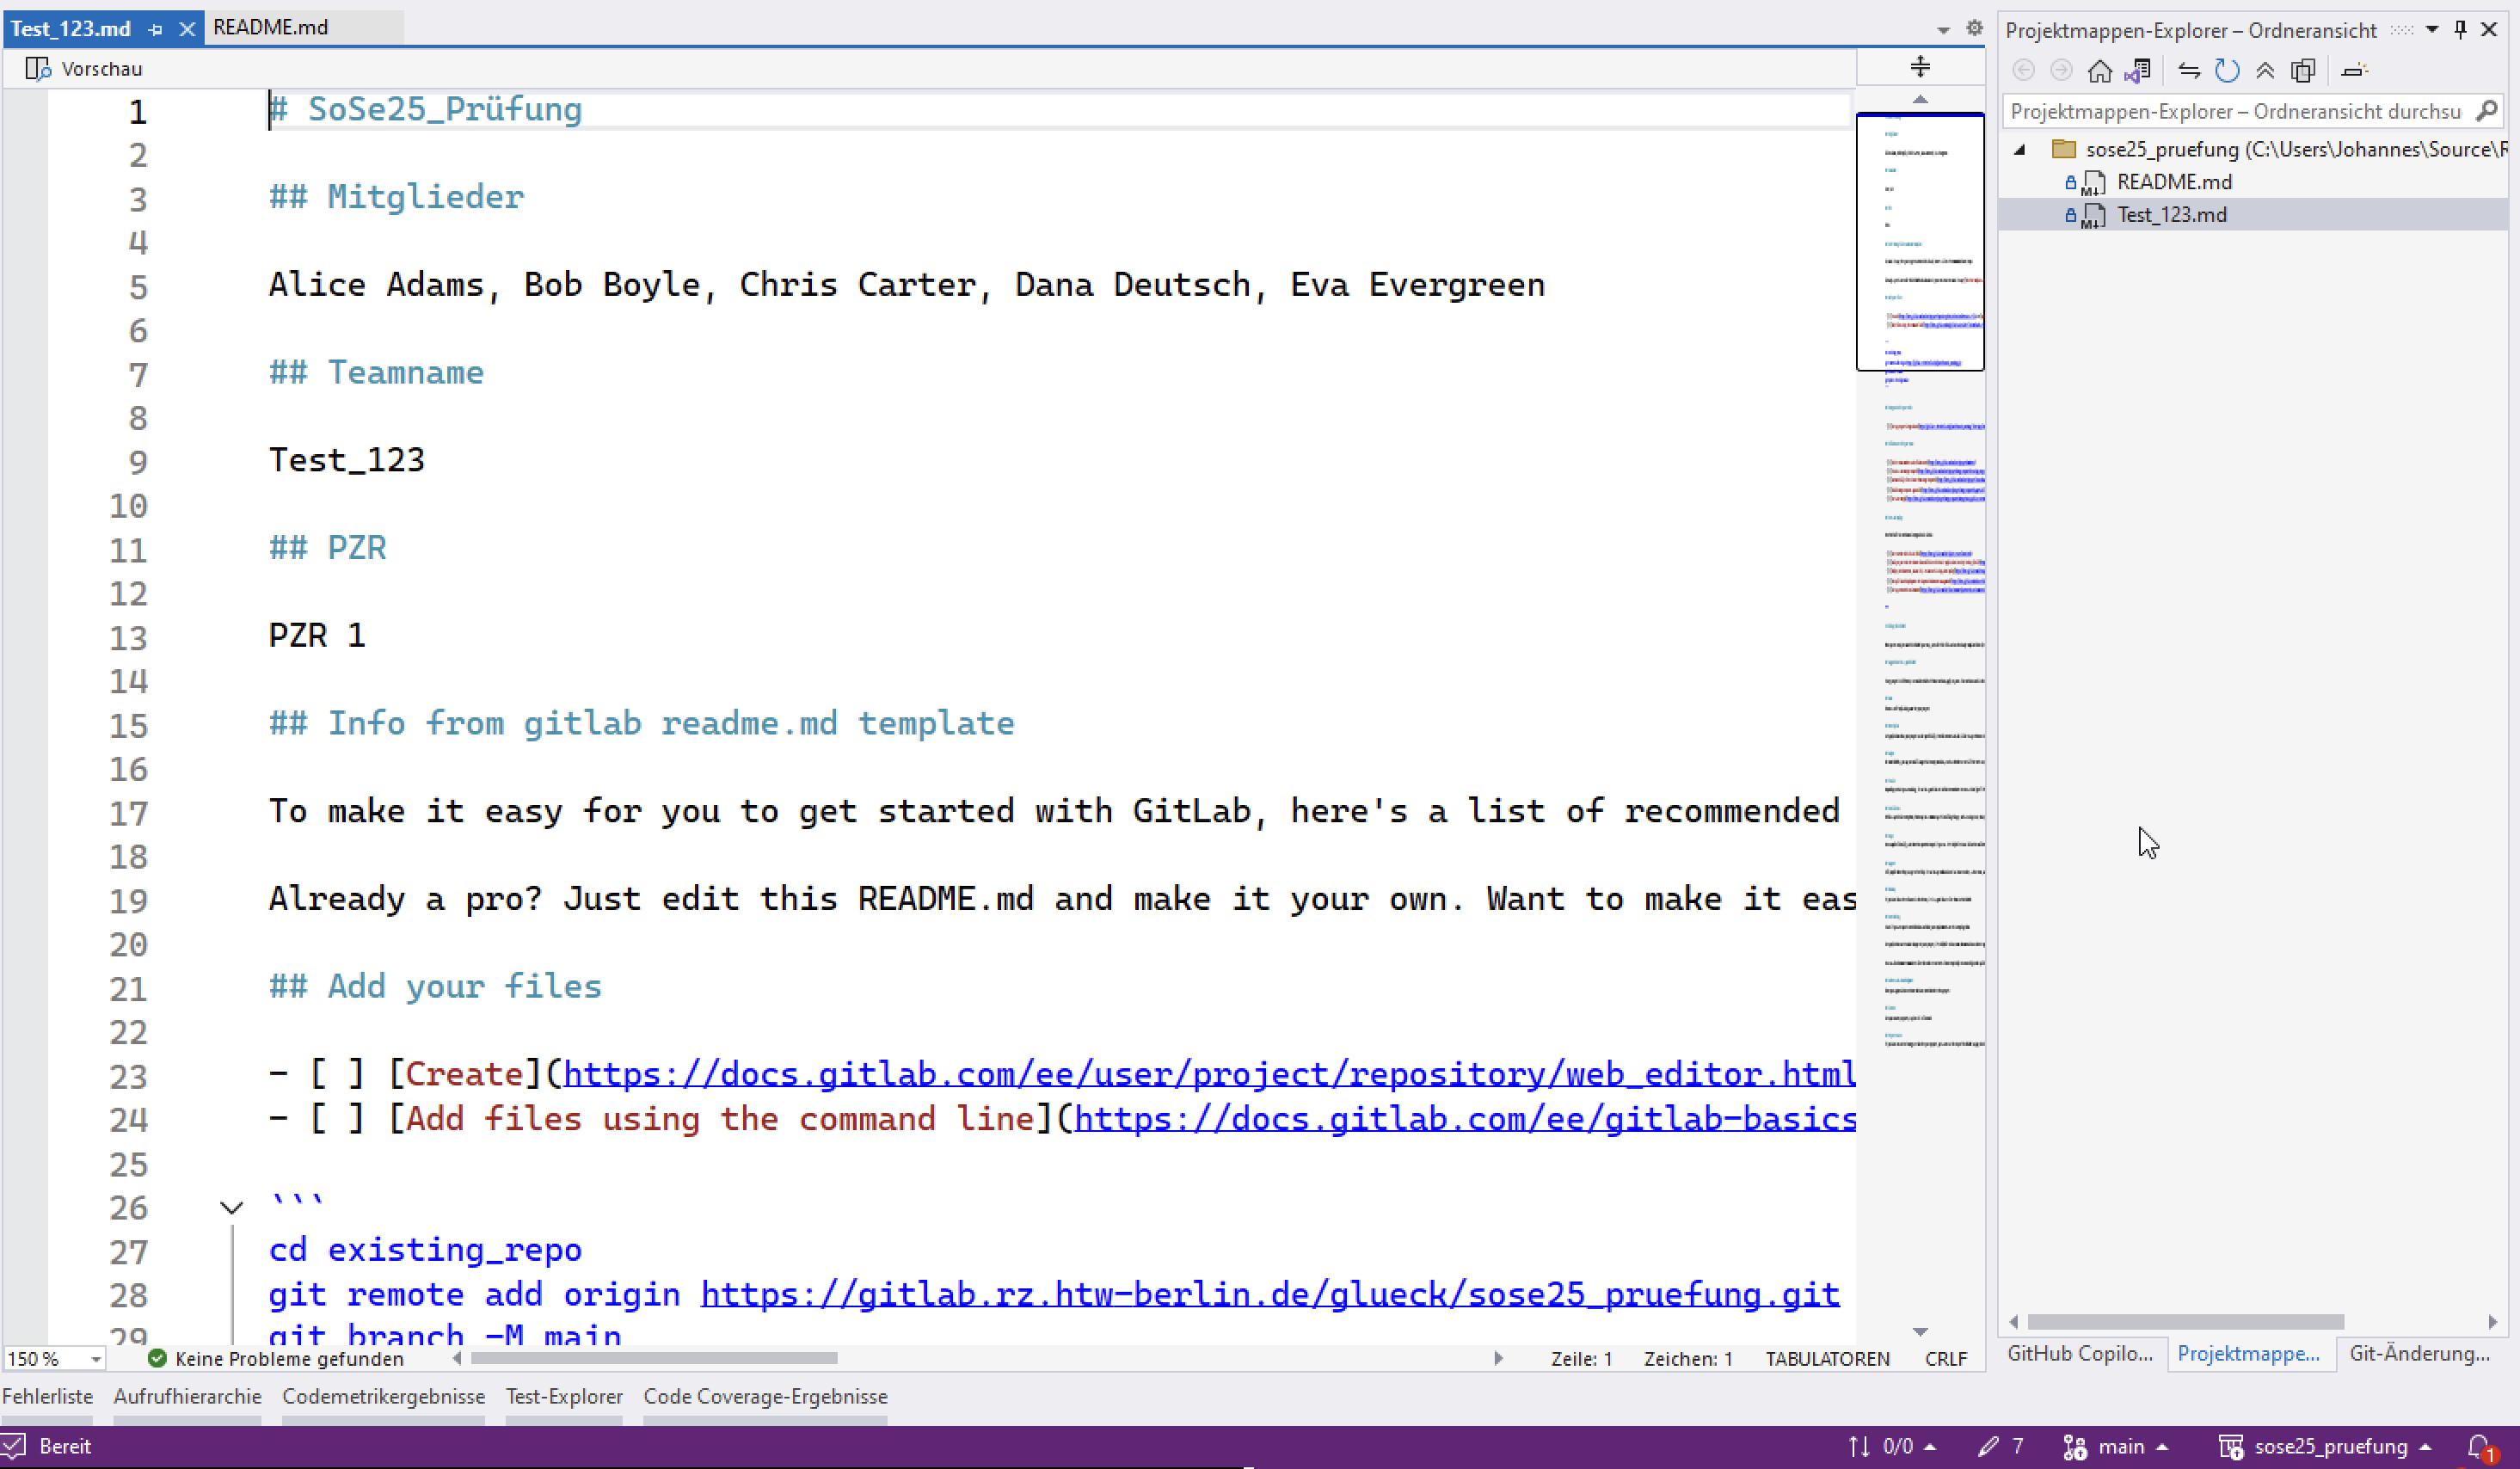 Test_123.md
README.md
Vorschau
1 # SoSe25_Prüfung
2
3 ## Mitglieder
4
5 Alice Adams, Bob Boyle, Chris Carter, Dana Deutsch, Eva Evergreen
6
7 ## Teamname
8
9 Test_123
10
11 ## PZR
12
13 PZR 1
14
15 ## Info from gitlab readme.md template
16
17 To make it easy for you to get started with GitLab, here's a list of recommended
18
19 Already a pro? Just edit this README.md and make it your own. Want to make it eas
20
21 ## Add your files
22
23 - [ ] [Create](https://docs.gitlab.com/ee/user/project/repository/web_editor.html
24 - [ ] [Add files using the command line](https://docs.gitlab.com/ee/gitlab-basics
25
26 ```
27 cd existing_repo
28 git remote add origin https://gitlab.rz.htw-berlin.de/glueck/sose25_pruefung.git
29 git branch -M main
150 %
Keine Probleme gefunden
Zeile: 1
Zeichen: 1
TABULATOREN
CRLF
Projektmappen-Explorer – Ordneransicht
Projektmappen-Explorer – Ordneransicht durchsu
sose25_pruefung (C:\Users\Johannes\Source\R
README.md
Test_123.md
GitHub Copilo...
Projektmappe...
Git-Änderung...
Fehlerliste
Aufrufhierarchie
Codemetrikergebnisse
Test-Explorer
Code Coverage-Ergebnisse
Bereit
0/0
7
main
sose25_pruefung
1